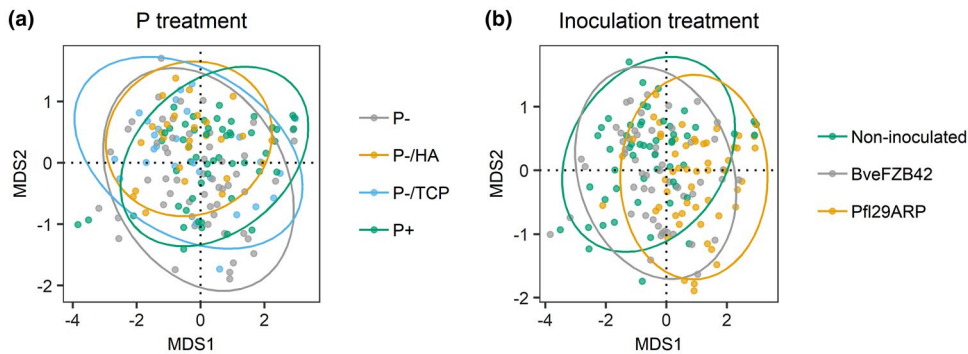 (a)
P treatment
MDS2
1
0
-1
-2
-4
-2
0
2
MDS1
P-
P-/HA
P-/TCP
P+
(b)
Inoculation treatment
MDS2
1
0
-1
-2
-4
-2
0
2
MDS1
Non-inoculated
BveFZB42
Pfl29ARP